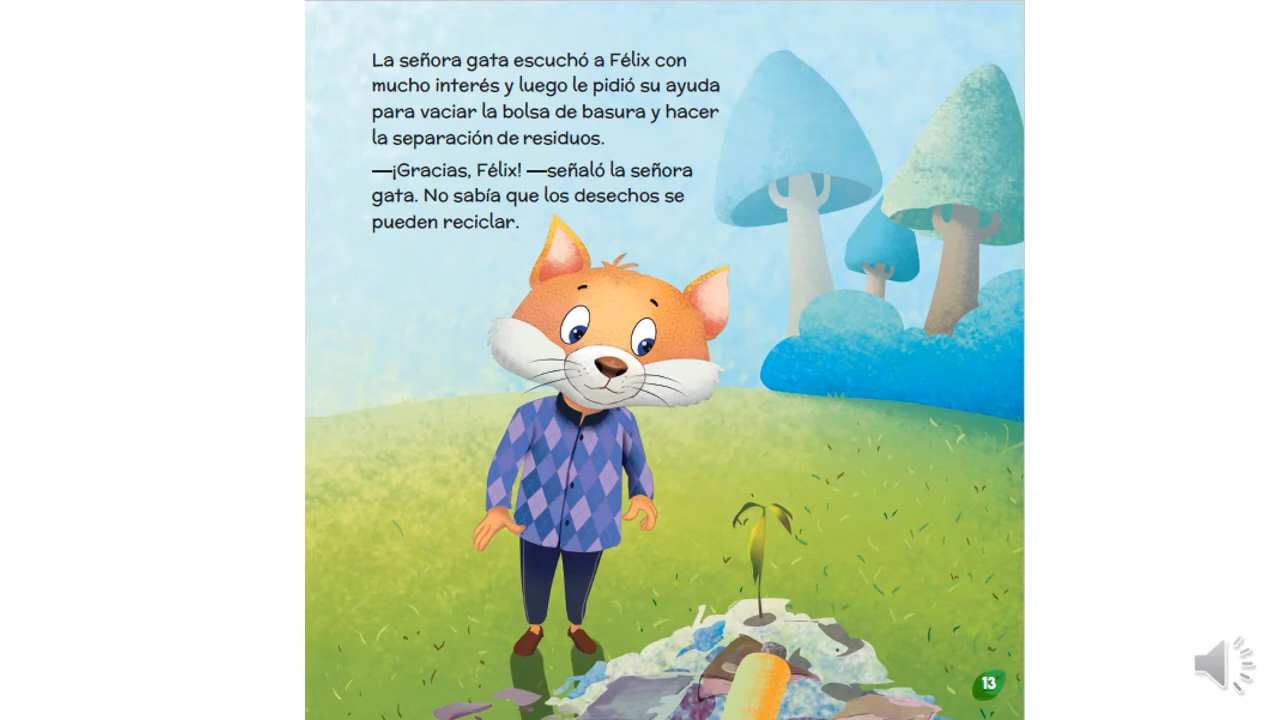 La señora gata escuchó a Félix con
mucho interés y luego le pidió su ayuda
para vaciar la bolsa de basura y hacer
la separación de residuos.
—¡Gracias, Félix! —señaló la señora
gata. No sabía que los desechos se
pueden reciclar.
13